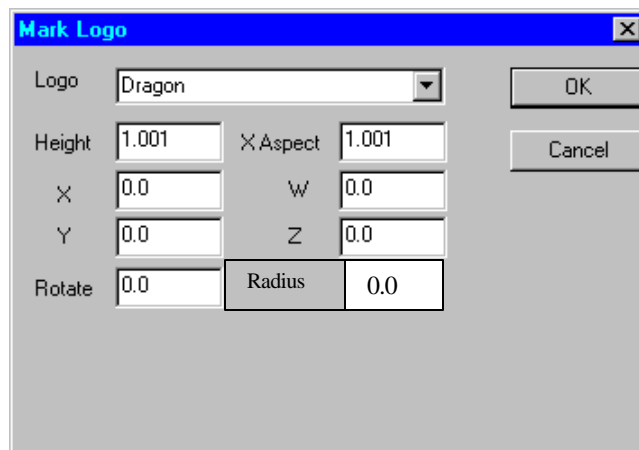 Mark Logo
Logo Dragon OK
Height 1.001 X Aspect 1.001 Cancel
X 0.0 W 0.0
Y 0.0 Z 0.0
Rotate 0.0 Radius 0.0